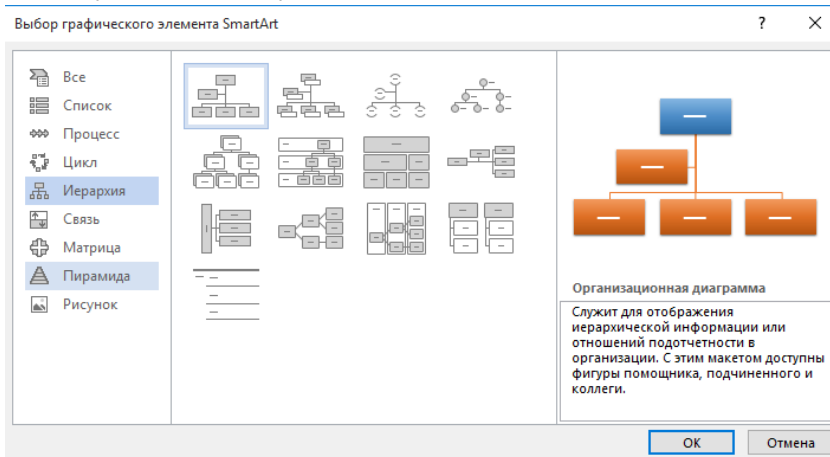 Выбор графического элемента SmartArt
Все
Список
Процесс
Цикл
Иерархия
Связь
Матрица
Пирамида
Рисунок
Организационная диаграмма
Служит для отображения
иерархической информации или
отношений подотчетности в
организации. С этим макетом доступны
фигуры помощника, подчиненного и
коллеги.
ОК
Отмена